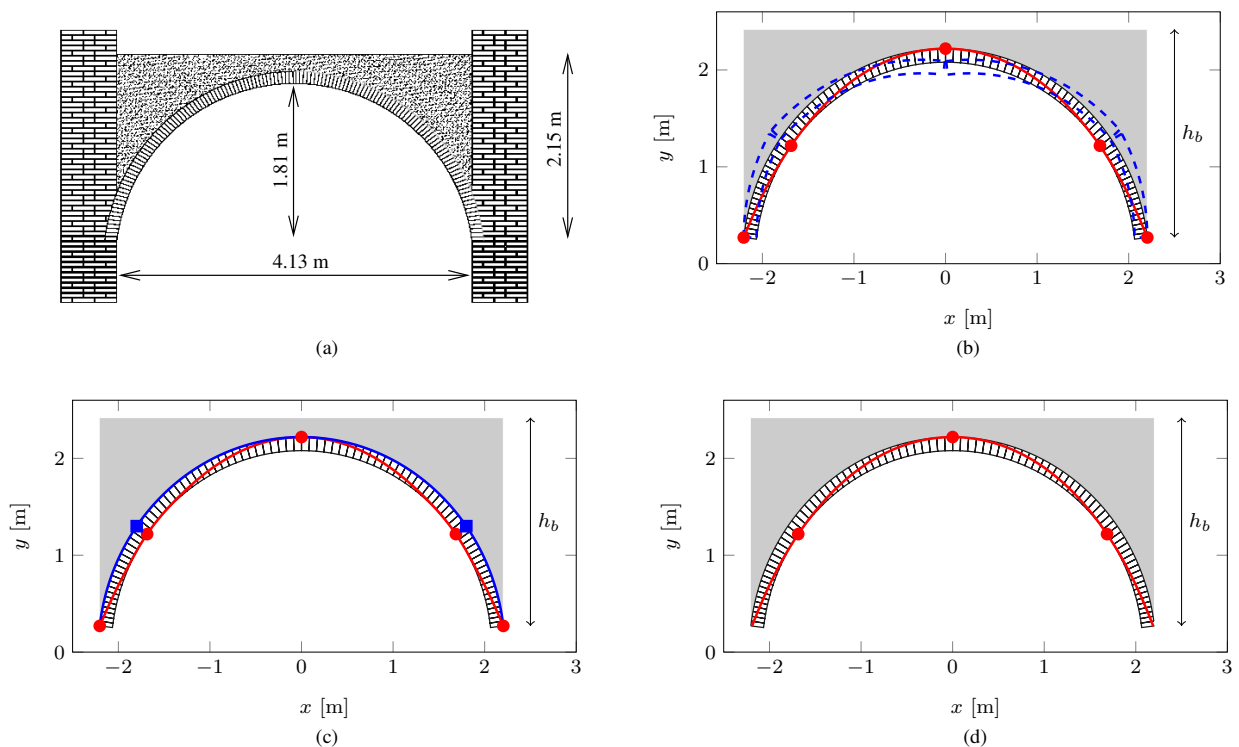 1.81 m
2.15 m
4.13 m
(a)
y [m]
2
1
0
h_b
−2 −1 0 1 2 3
x [m]
(b)
y [m]
2
1
0
h_b
−2 −1 0 1 2 3
x [m]
(c)
y [m]
2
1
0
h_b
−2 −1 0 1 2 3
x [m]
(d)